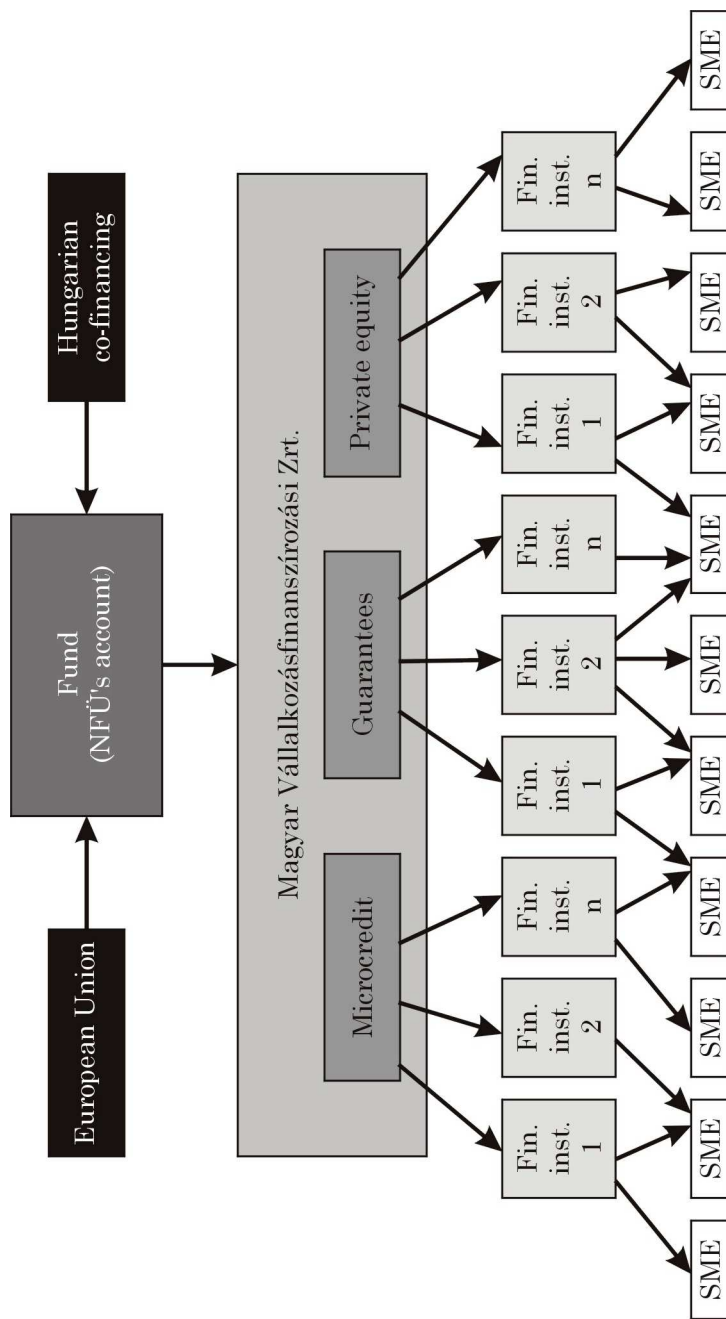 European Union
Fund
(NFÜ's account)
Hungarian
co-financing
Magyar Vállalkozásfinanszírozási Zrt.
Microcredit
Guarantees
Private equity
Fin.
inst.
1
Fin.
inst.
2
Fin.
inst.
n
Fin.
inst.
1
Fin.
inst.
2
Fin.
inst.
n
Fin.
inst.
1
Fin.
inst.
2
Fin.
inst.
n
SME
SME
SME
SME
SME
SME
SME
SME
SME
SME
SME